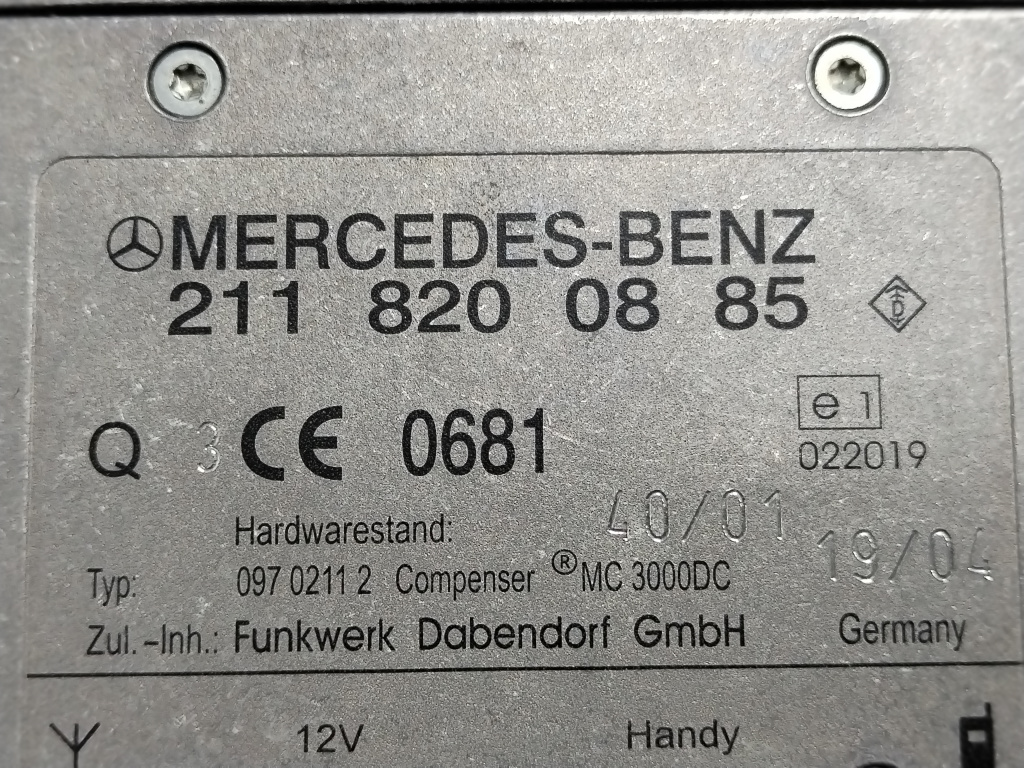 MERCEDES-BENZ
211 820 08 85
e 1
Q 3 CE 0681
022019
Hardwarestand: 40/01
19/04
Typ: 097 0211 2 Compenser ® MC 3000DC
Zul.-Inh.: Funkwerk Dabendorf GmbH Germany
12V Handy